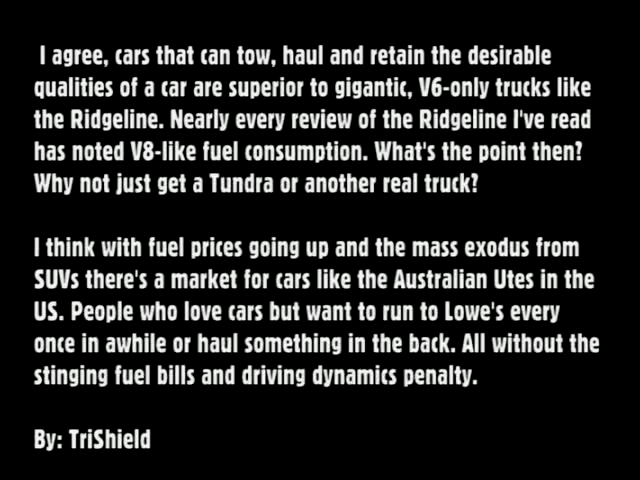 I agree, cars that can tow, haul and retain the desirable
qualities of a car are superior to gigantic, V6-only trucks like
the Ridgeline. Nearly every review of the Ridgeline I've read
has noted V8-like fuel consumption. What's the point then?
Why not just get a Tundra or another real truck?
I think with fuel prices going up and the mass exodus from
SUVs there's a market for cars like the Australian Utes in the
US. People who love cars but want to run to Lowe's every
once in awhile or haul something in the back. All without the
stinging fuel bills and driving dynamics penalty.
By: TriShield